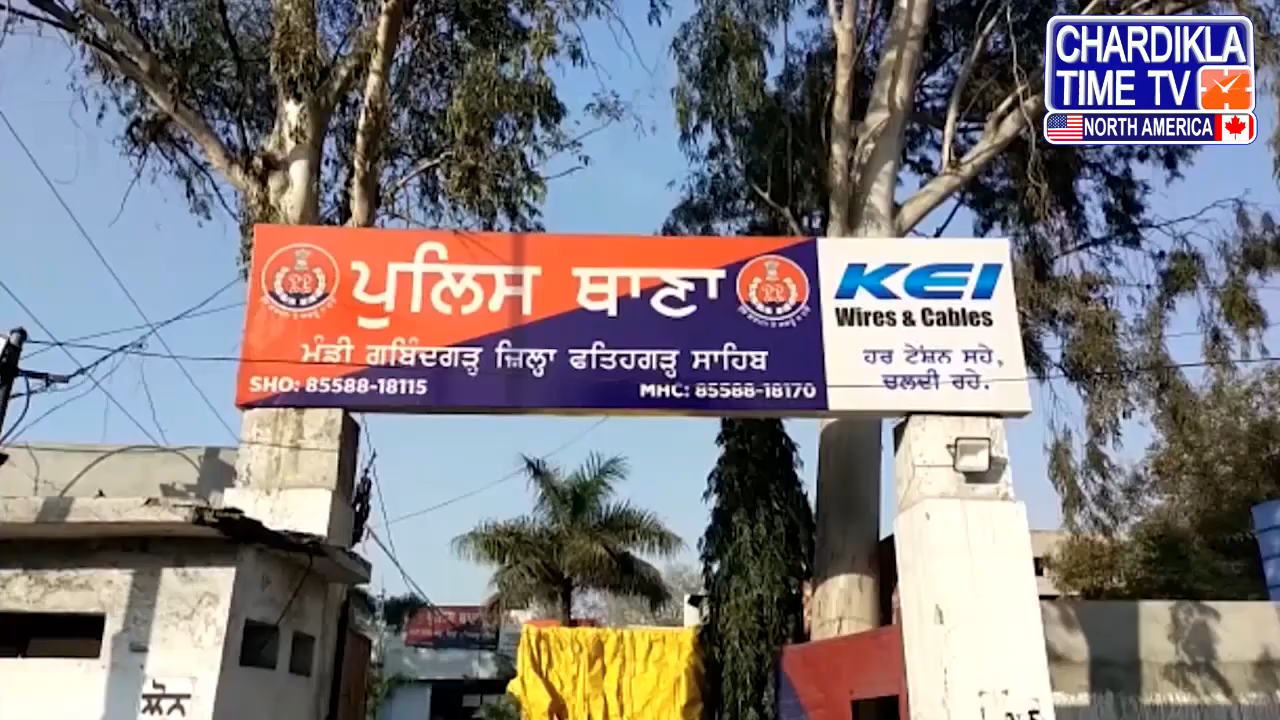 CHARDIKLA
TIME TV
NORTH AMERICA
ਪੁਲਿਸ ਥਾਣਾ
ਮੰਡੀ ਗਬਿੰਦਗੜ੍ਹ ਜ਼ਿਲ੍ਹਾ ਫਤਿਹਗੜ੍ਹ ਸਾਹਿਬ
SHO: 85588-18115 MHC: 85588-18170
KEI
Wires & Cables
ਹਰ ਟੇਂਸ਼ਨ ਸਹੇ,
ਚਲਦੀ ਰਹੇ.